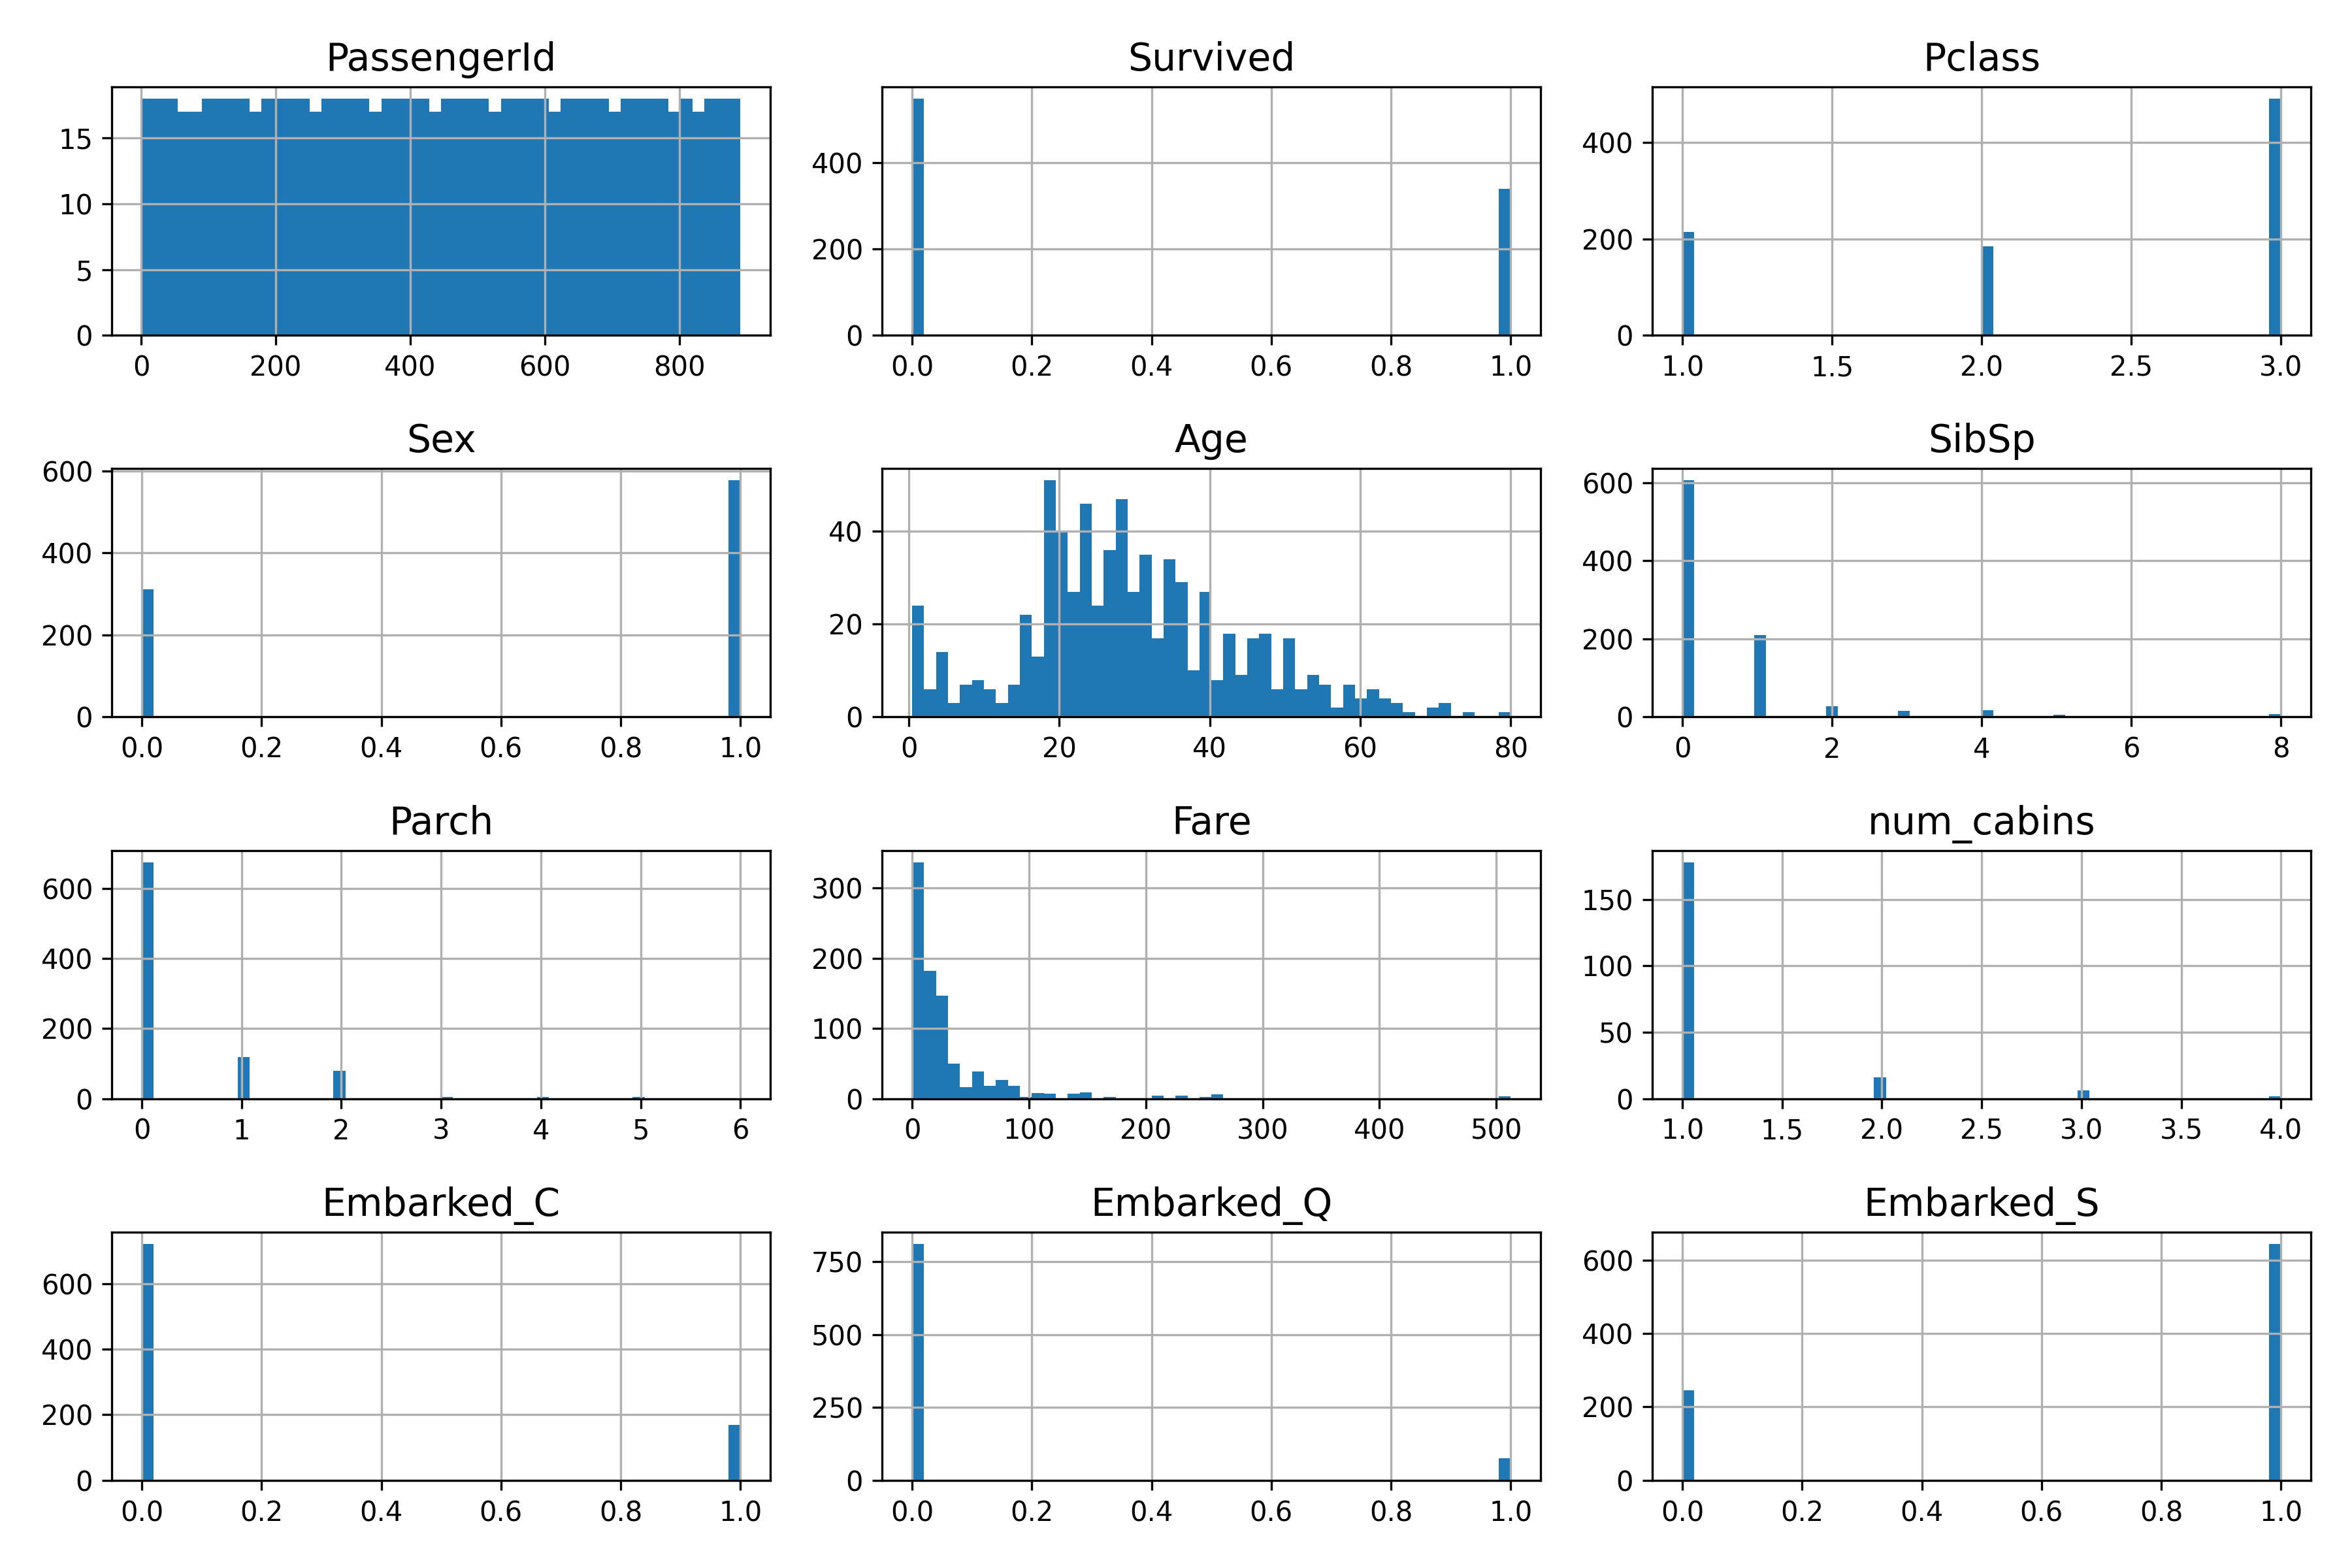 PassengerId
15
10
5
0
0 200 400 600 800
Survived
400
200
0
0.0 0.2 0.4 0.6 0.8 1.0
Pclass
400
200
0
1.0 1.5 2.0 2.5 3.0
Sex
600
400
200
0
0.0 0.2 0.4 0.6 0.8 1.0
Age
40
20
0
0 20 40 60 80
SibSp
600
400
200
0
0 2 4 6 8
Parch
600
400
200
0
0 1 2 3 4 5 6
Fare
300
200
100
0
0 100 200 300 400 500
num_cabins
150
100
50
0
1.0 1.5 2.0 2.5 3.0 3.5 4.0
Embarked_C
600
400
200
0
0.0 0.2 0.4 0.6 0.8 1.0
Embarked_Q
750
500
250
0
0.0 0.2 0.4 0.6 0.8 1.0
Embarked_S
600
400
200
0
0.0 0.2 0.4 0.6 0.8 1.0